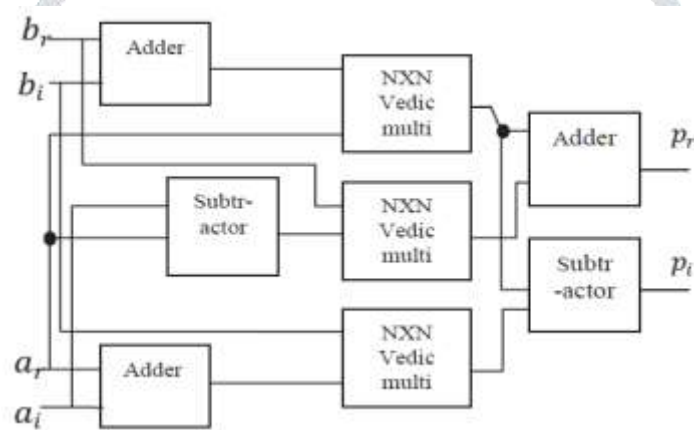 b_r
b_i
Adder
NXN
Vedic
multi
Adder
p_r
Subtr-
actor
NXN
Vedic
multi
Subtr
-actor
p_i
NXN
Vedic
multi
a_r
a_i
Adder